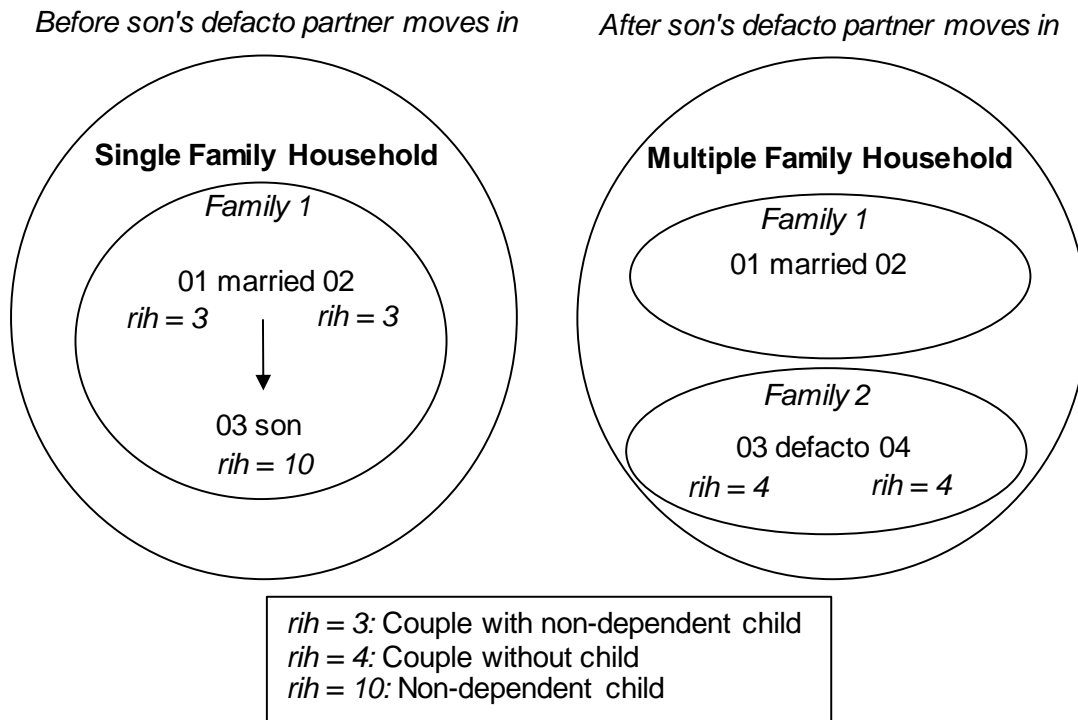 Before son's defacto partner moves in
Single Family Household
Family 1
01 married 02
rih = 3 rih = 3
03 son
rih = 10
After son's defacto partner moves in
Multiple Family Household
Family 1
01 married 02
Family 2
03 defacto 04
rih = 4 rih = 4
rih = 3: Couple with non-dependent child
rih = 4: Couple without child
rih = 10: Non-dependent child